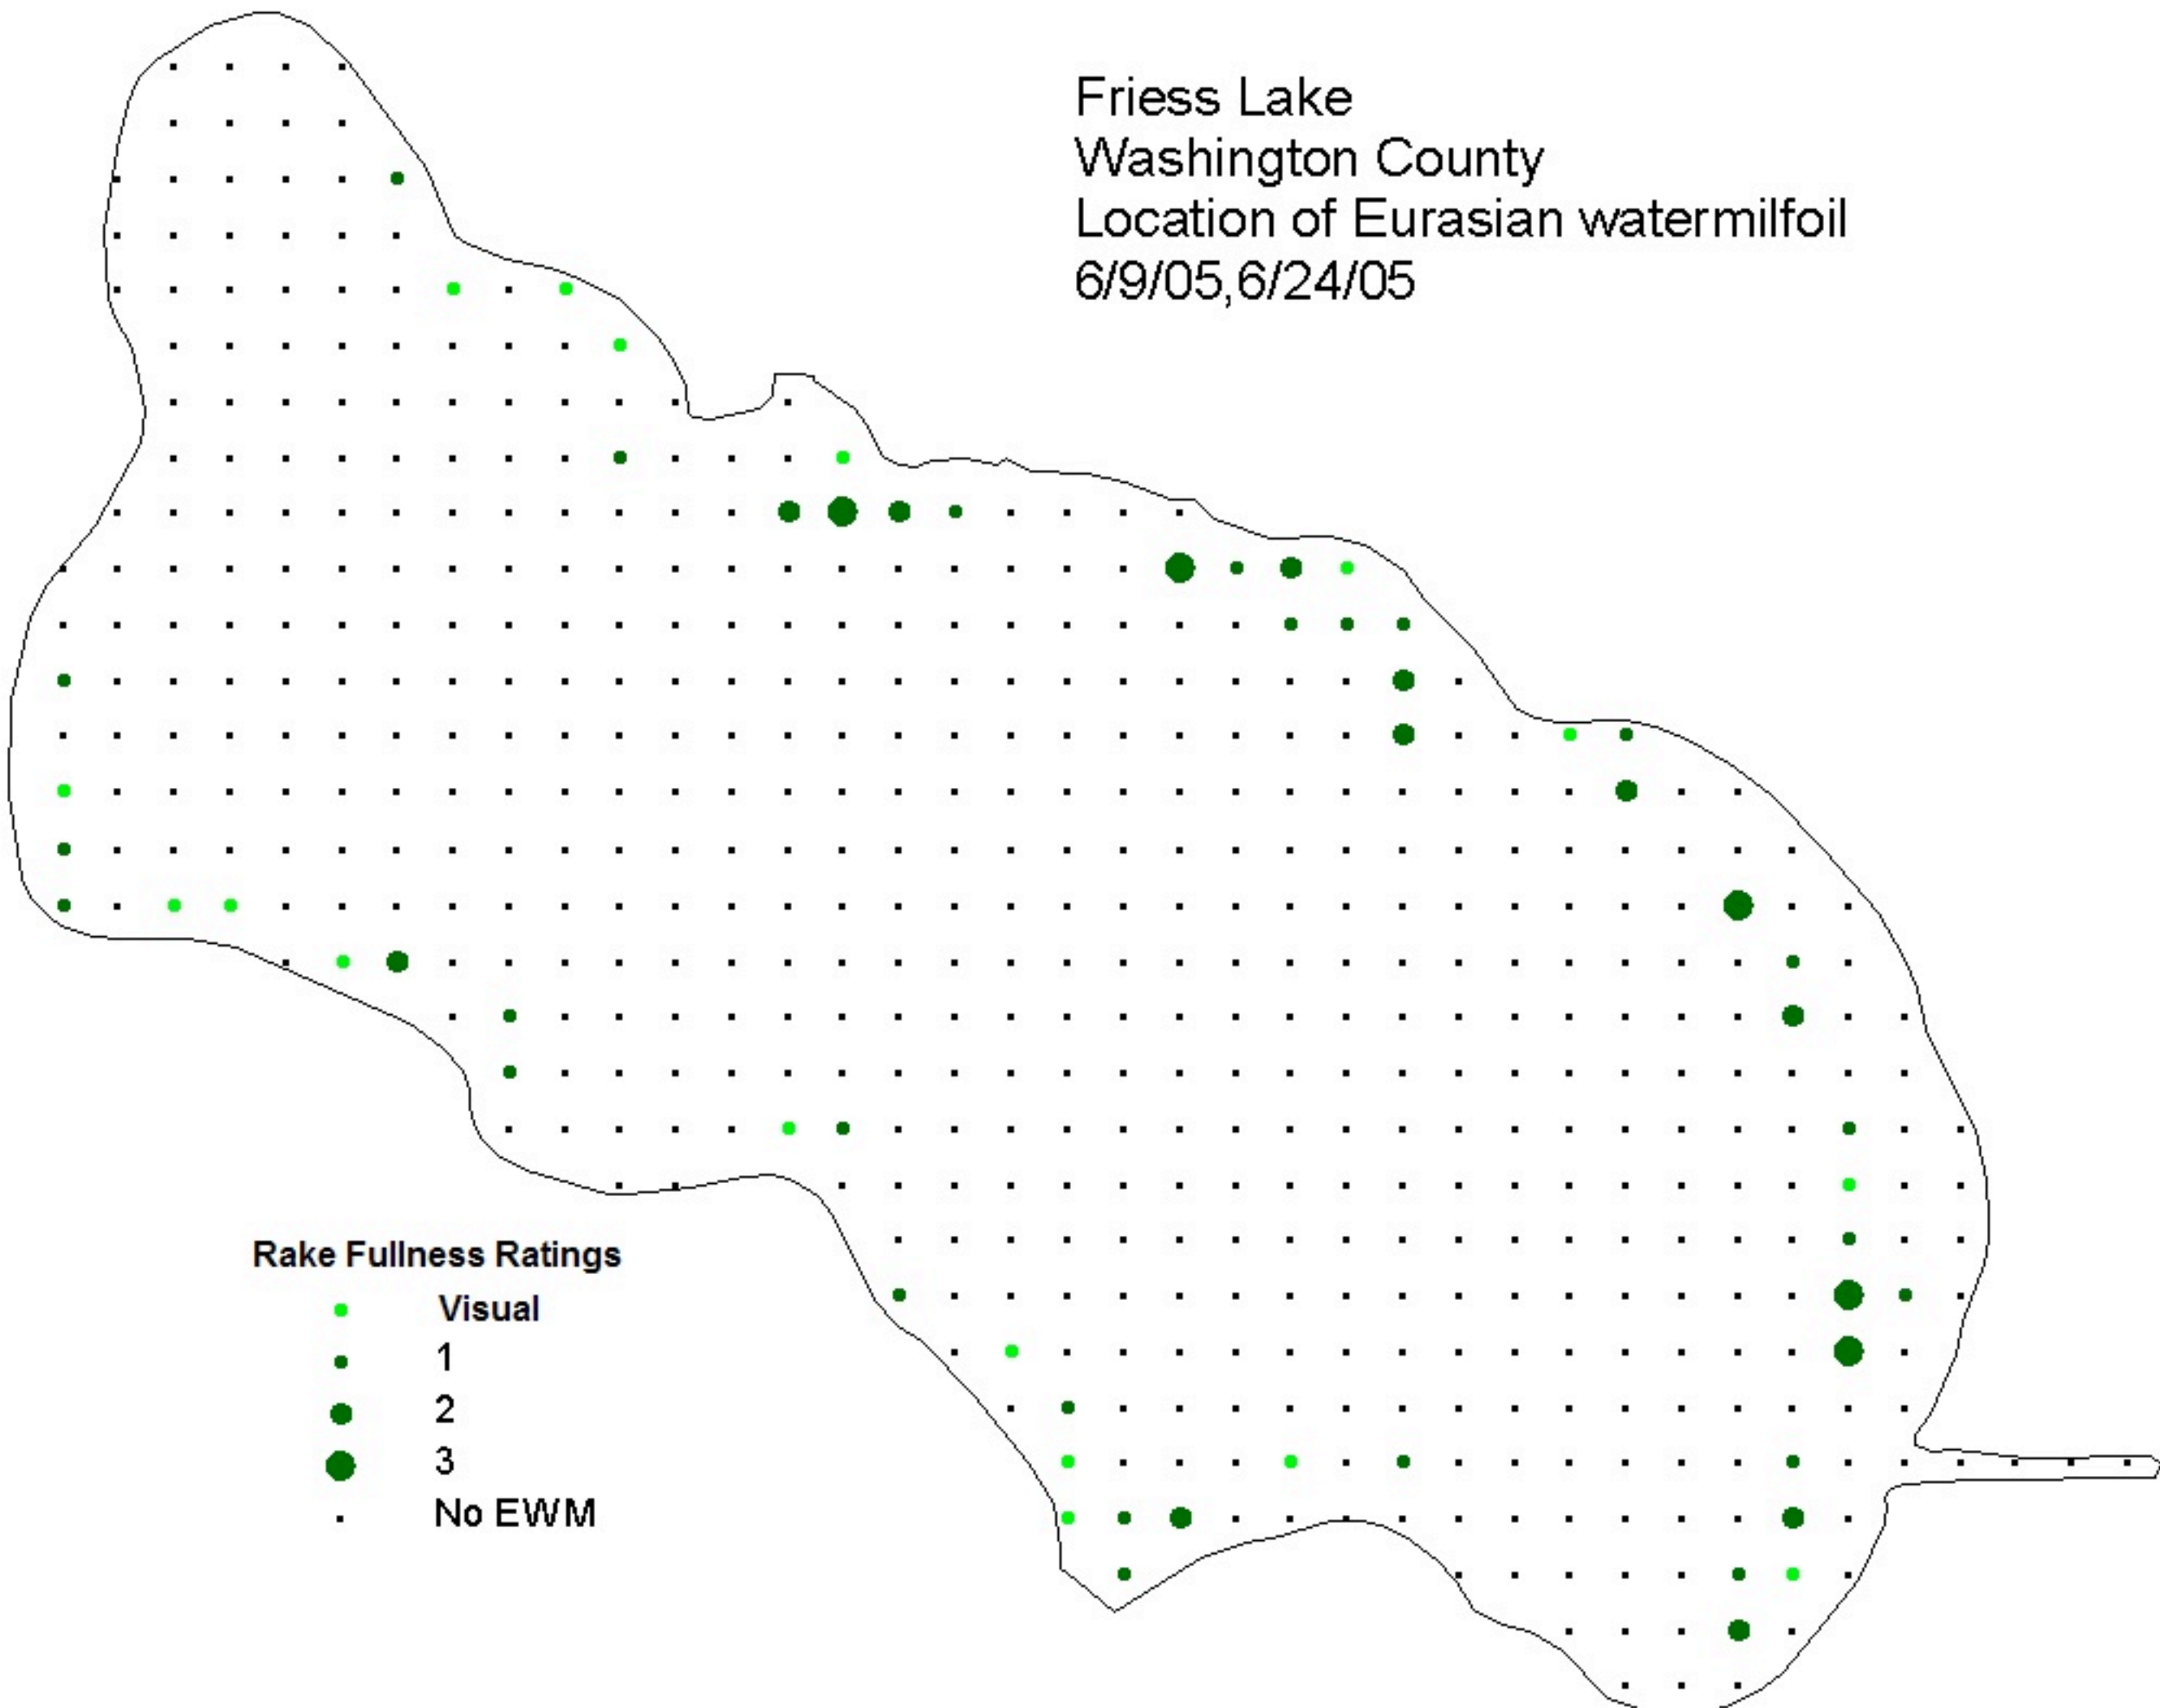 Friess Lake
Washington County
Location of Eurasian watermilfoil
6/9/05,6/24/05
Rake Fullness Ratings
Visual
1
2
3
No EWM